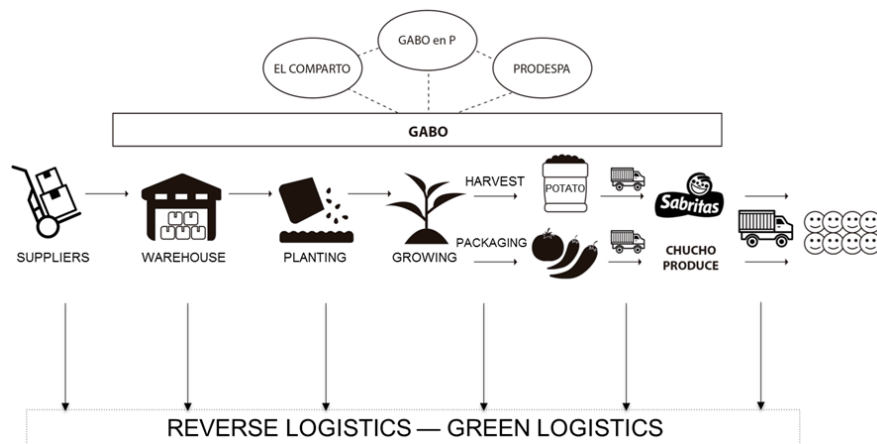 GABO en P
EL COMPARTO
PRODESPA
GABO
HARVEST
POTATO
Sabritas
PACKAGING
SUPPLIERS
WAREHOUSE
PLANTING
GROWING
CHUCHO
PRODUCE
REVERSE LOGISTICS — GREEN LOGISTICS